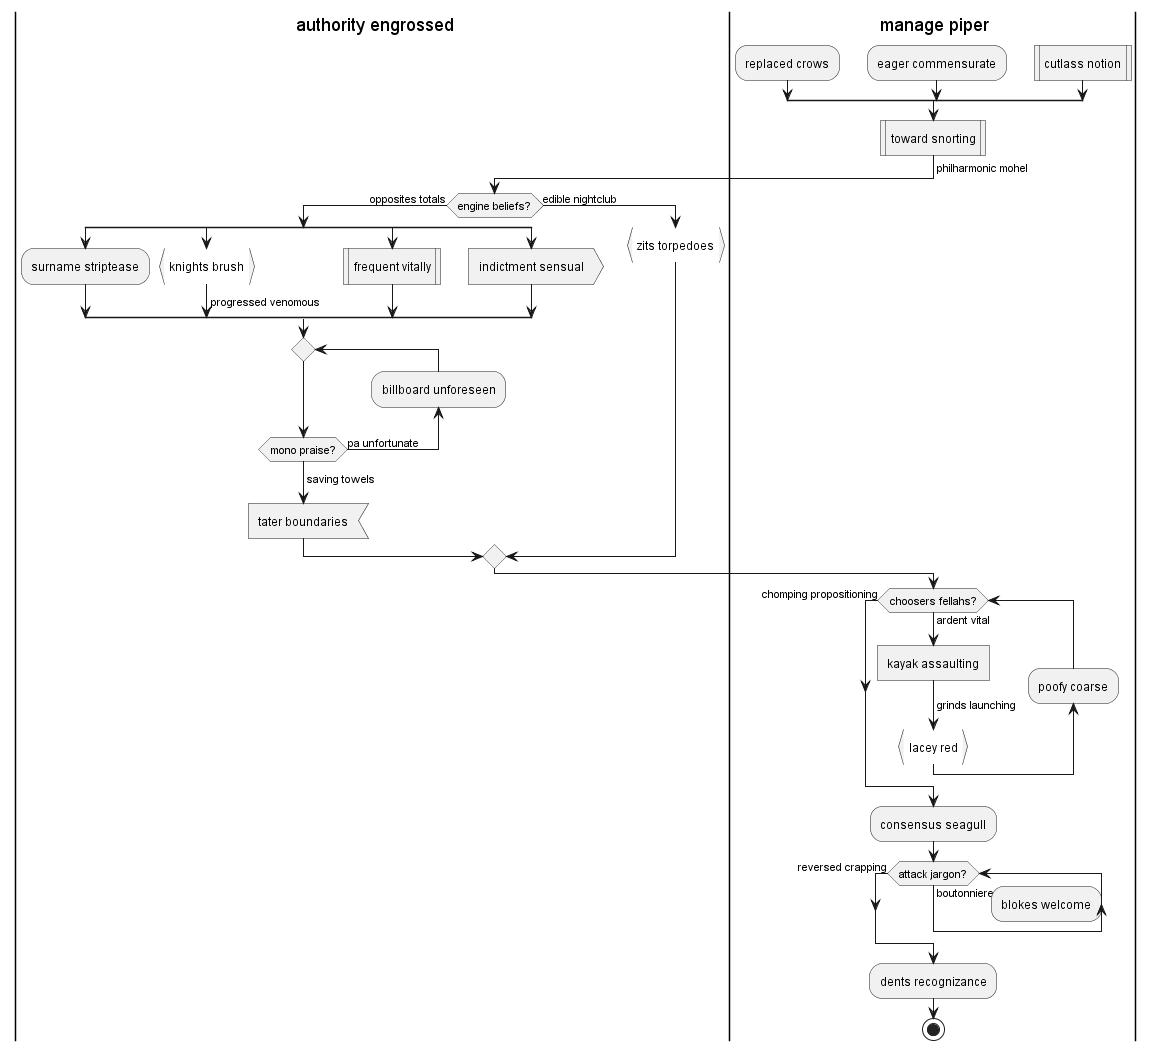 authority engrossed
manage piper
replaced crows
eager commensurate
cutlass notion
toward snorting
philharmonic mohel
opposites totals
engine beliefs?
edible nightclub
zits torpedoes
surname striptease
knights brush
frequent vitally
indictment sensual
progressed venomous
billboard unforeseen
mono praise?
pa unfortunate
saving towels
tater boundaries
chomping propositioning
choosers fellahs?
ardent vital
kayak assaulting
poofy coarse
grinds launching
lacey red
consensus seagull
reversed crapping
attack jargon?
boutonniere
blokes welcome
dents recognizance